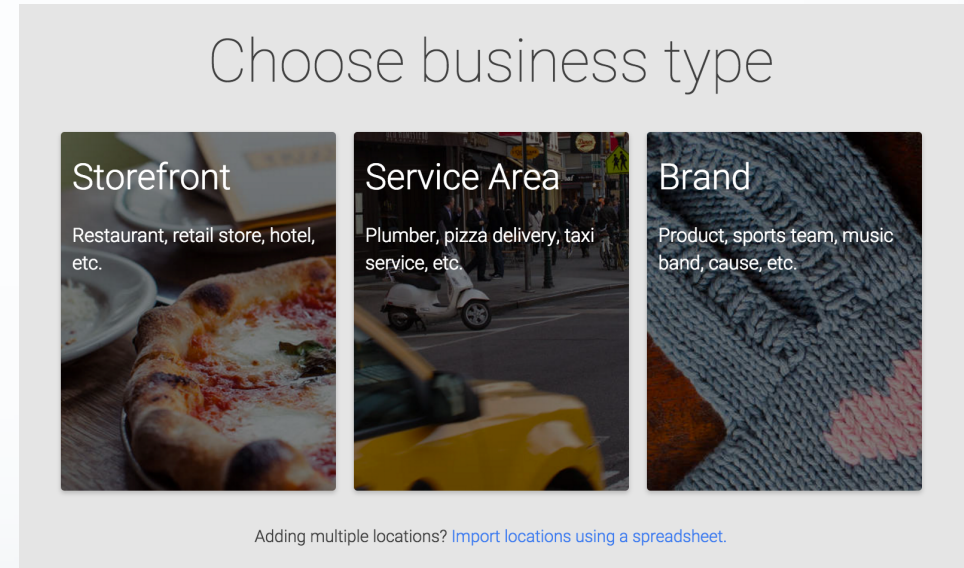 Choose business type
Storefront
Restaurant, retail store, hotel,
etc.
Service Area
Plumber, pizza delivery, taxi
service, etc.
Brand
Product, sports team, music
band, cause, etc.
Adding multiple locations? Import locations using a spreadsheet.